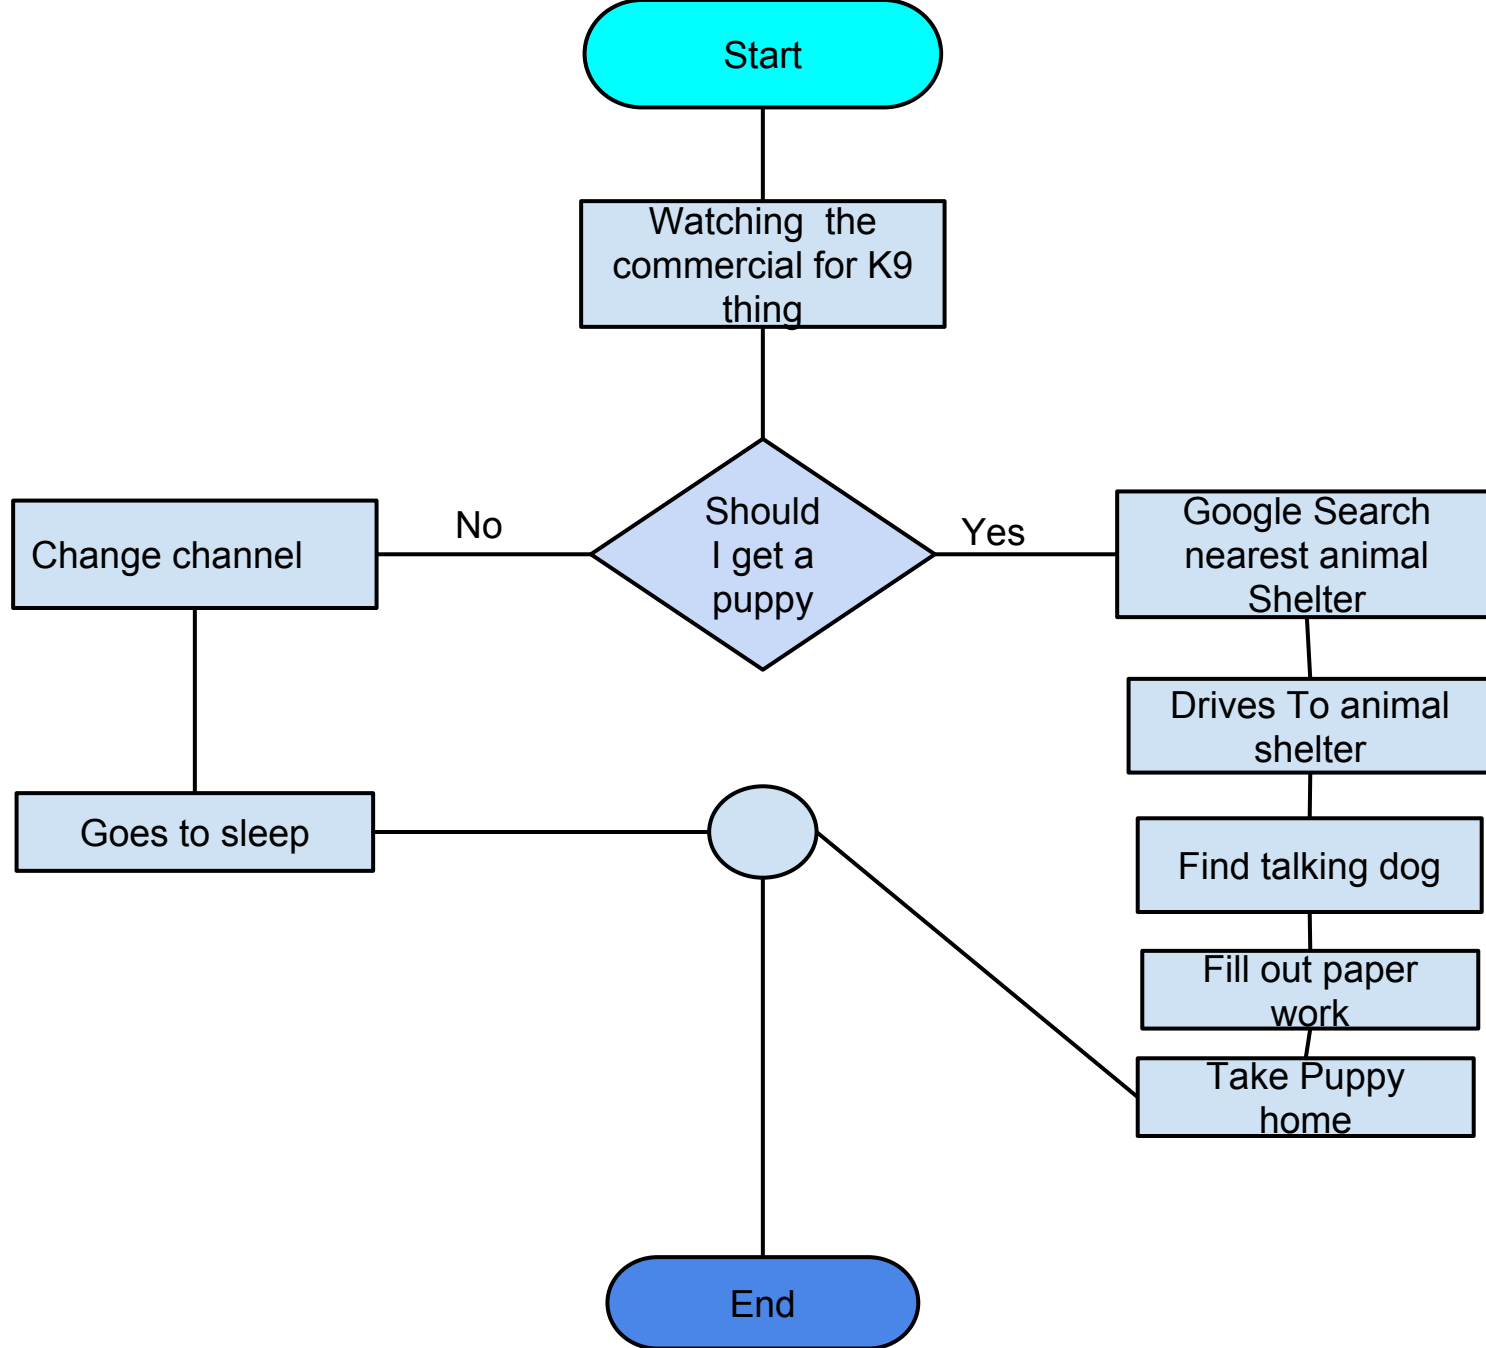 Start
Watching  the
commercial for K9
thing
Should
I get a
puppy
No
Yes
Change channel
Google Search
nearest animal
Shelter
Drives To animal
shelter
Goes to sleep
Find talking dog
Fill out paper
work
Take Puppy
home
End